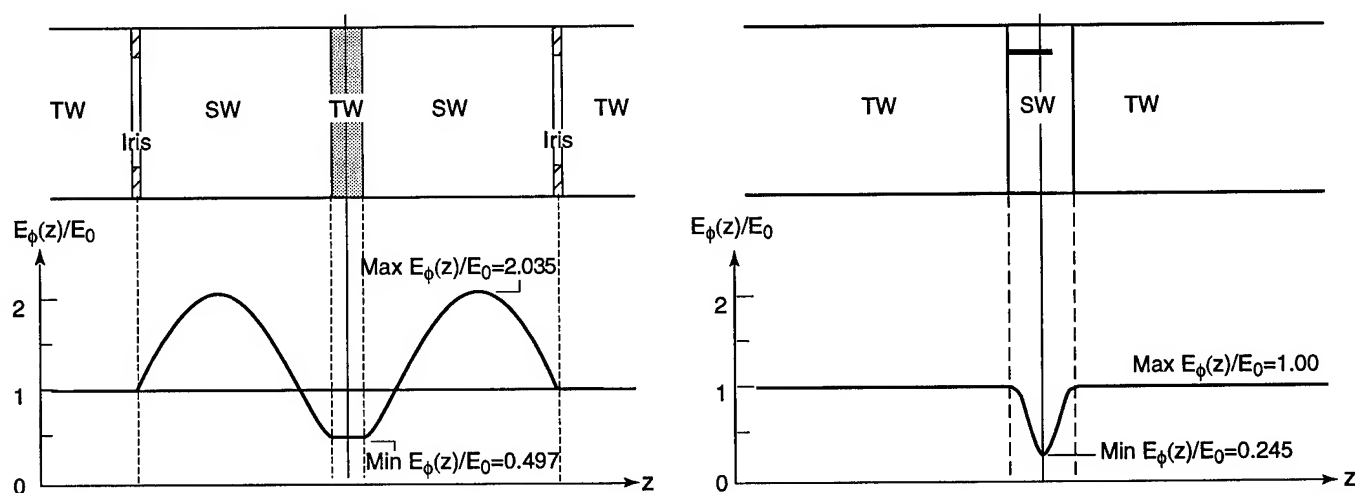 TW
Iris
SW
TW
SW
Iris
TW
Eϕ(z)/E0
2
1
0
Max Eϕ(z)/E0=2.035
Min Eϕ(z)/E0=0.497
z
TW
SW
TW
Eϕ(z)/E0
2
1
0
Max Eϕ(z)/E0=1.00
Min Eϕ(z)/E0=0.245
z